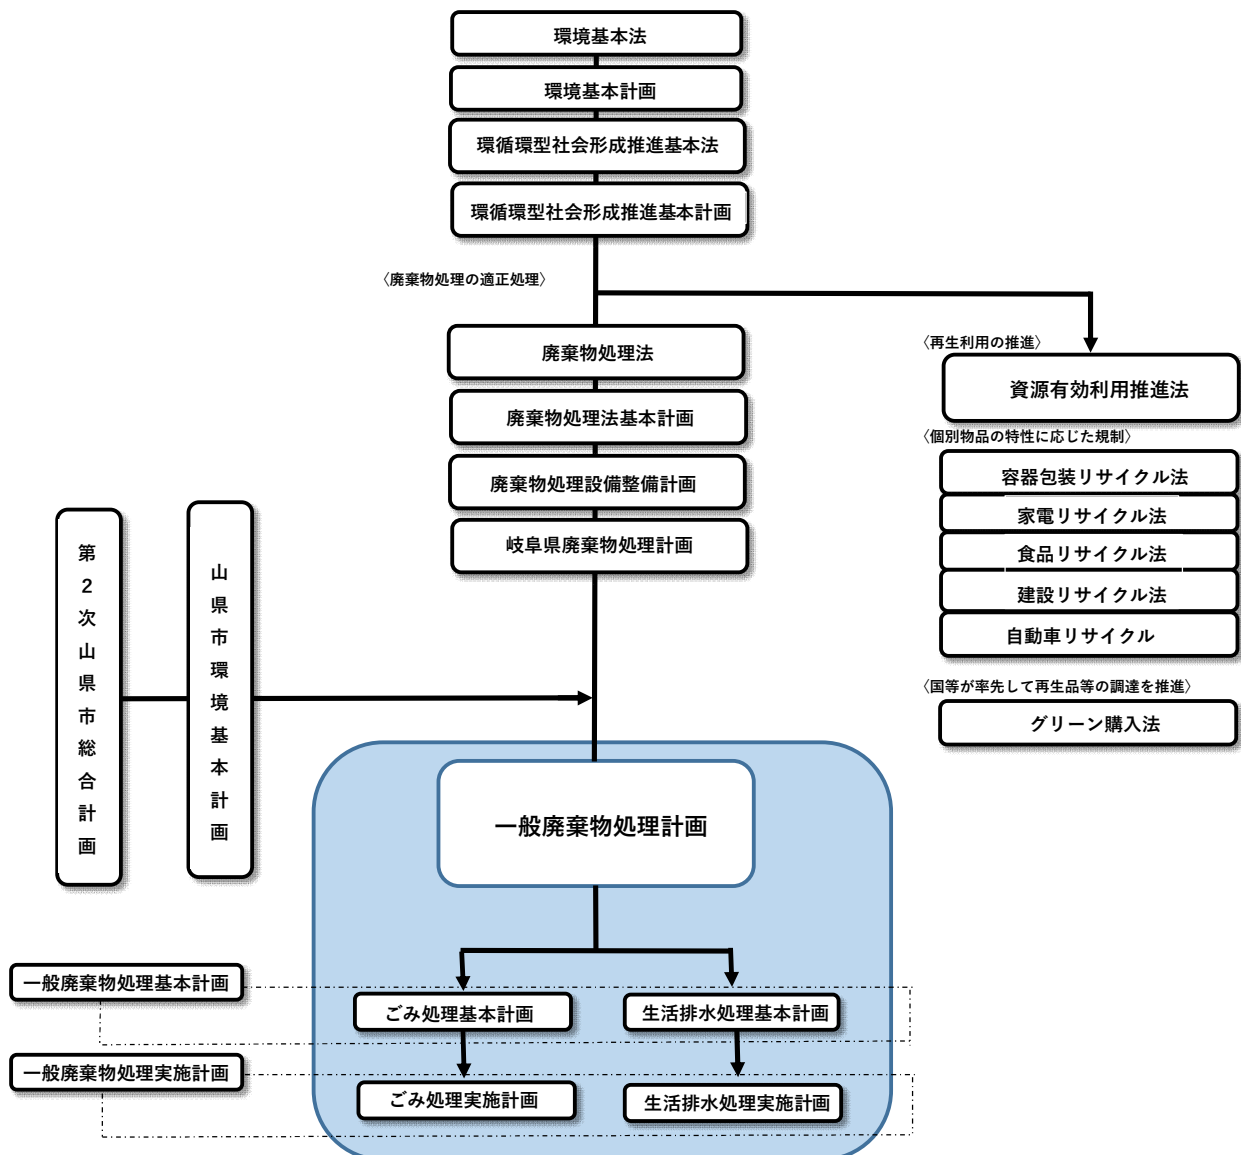 環境基本法
環境基本計画
環循環型社会形成推進基本法
環循環型社会形成推進基本計画
〈廃棄物処理の適正処理〉
廃棄物処理法
廃棄物処理法基本計画
廃棄物処理設備整備計画
岐阜県廃棄物処理計画
〈再生利用の推進〉
資源有効利用推進法
〈個別物品の特性に応じた規制〉
容器包装リサイクル法
家電リサイクル法
食品リサイクル法
建設リサイクル法
自動車リサイクル
〈国等が率先して再生品等の調達を推進〉
グリーン購入法
第2次山県市総合計画
山県市環境基本計画
一般廃棄物処理計画
一般廃棄物処理基本計画
ごみ処理基本計画
生活排水処理基本計画
一般廃棄物処理実施計画
ごみ処理実施計画
生活排水処理実施計画